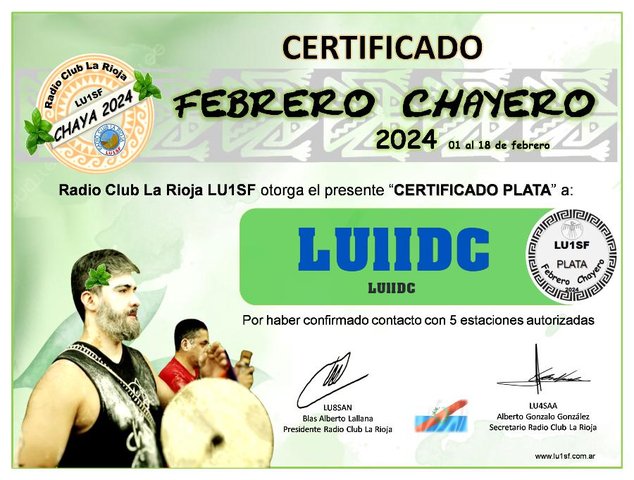 CERTIFICADO
Radio Club La Rioja
LU1SF
CHAYA 2024
LU1SF
FEBRERO CHAYERO
2024 01 al 18 de febrero
Radio Club La Rioja LU1SF otorga el presente “CERTIFICADO PLATA” a:
LU1IDC
LU1IDC
LU1SF
PLATA
Febrero Chayero
2024
Por haber confirmado contacto con 5 estaciones autorizadas
LU8SAN
Blas Alberto Lallana
Presidente Radio Club La Rioja
LU4SAA
Alberto Gonzalo González
Secretario Radio Club La Rioja
www.lu1sf.com.ar